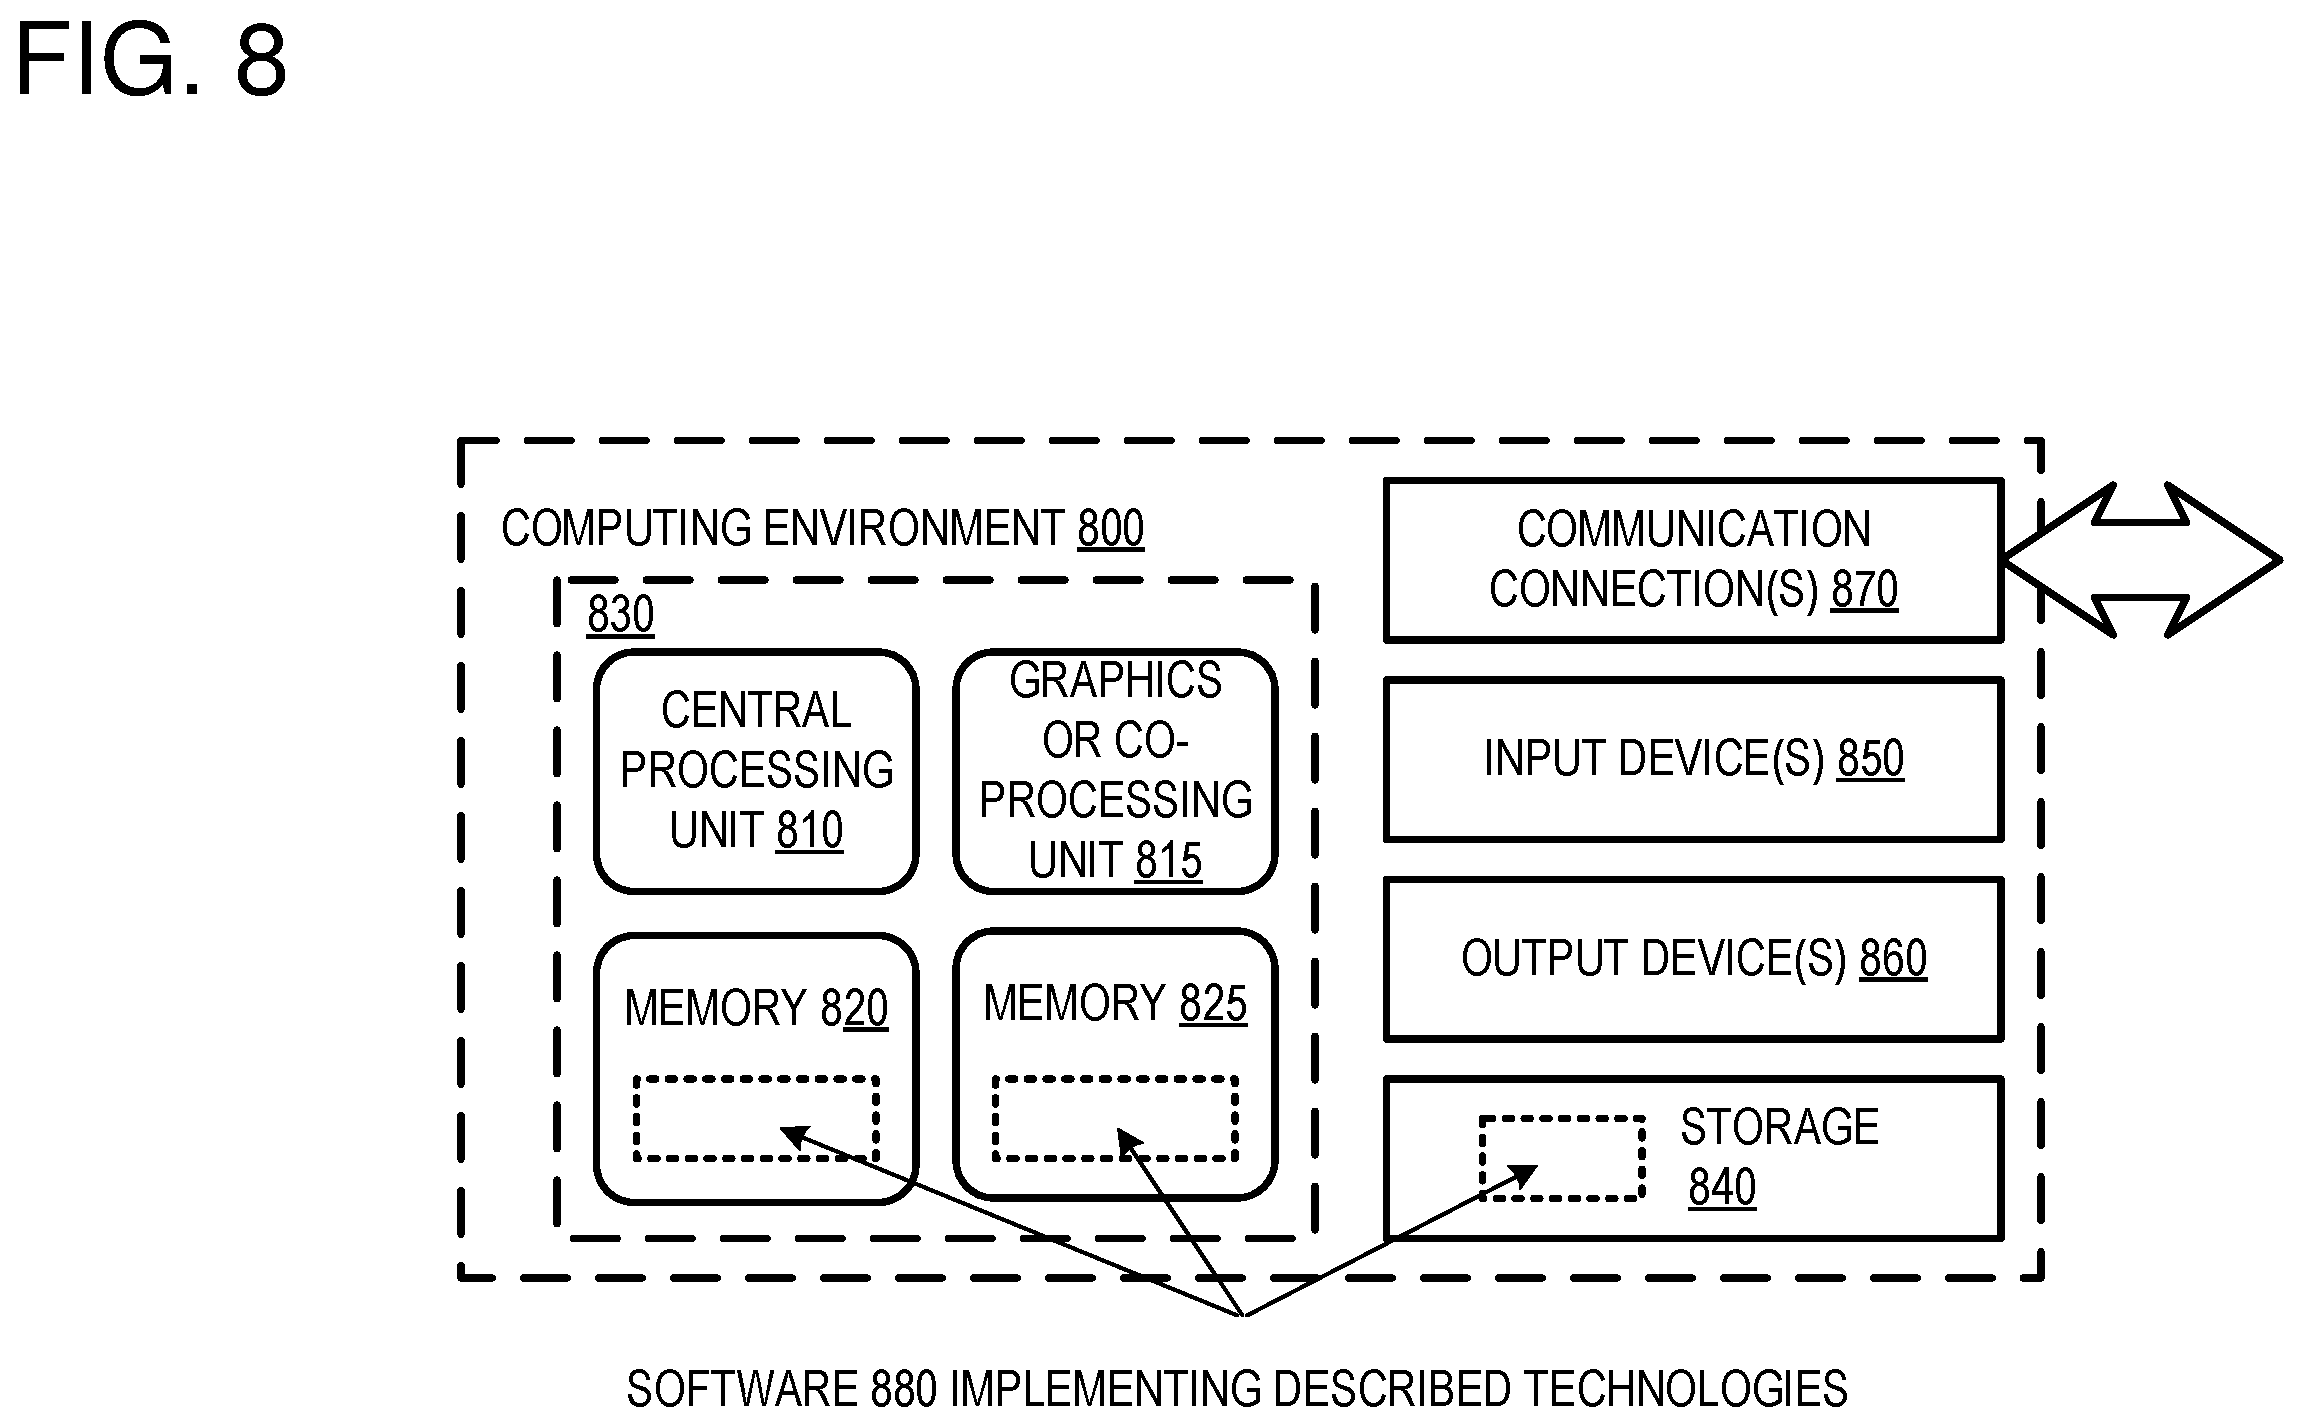 FIG. 8
COMPUTING ENVIRONMENT 800
830
CENTRAL
PROCESSING
UNIT 810
GRAPHICS
OR CO-
PROCESSING
UNIT 815
MEMORY 820
MEMORY 825
COMMUNICATION
CONNECTION(S) 870
INPUT DEVICE(S) 850
OUTPUT DEVICE(S) 860
STORAGE
840
SOFTWARE 880 IMPLEMENTING DESCRIBED TECHNOLOGIES